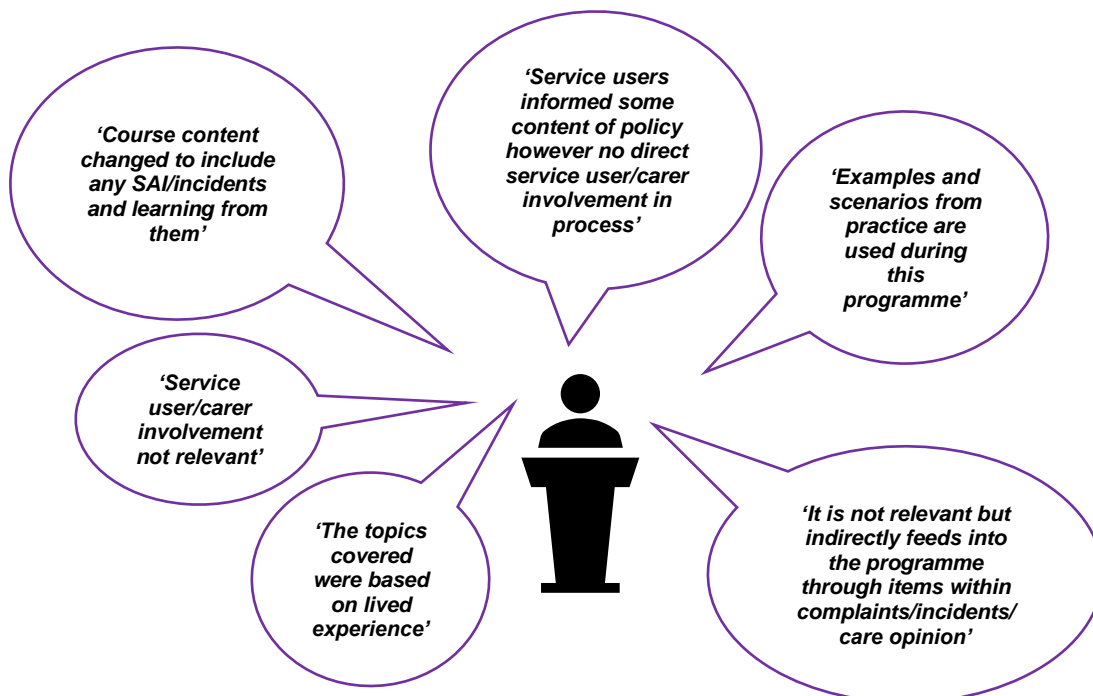 ‘Course content
changed to include
any SAI/incidents
and learning from
them’
‘Service users
informed some
content of policy
however no direct
service user/carer
involvement in
process’
‘Examples and
scenarios from
practice are
used during
this
programme’
‘Service
user/carer
involvement
not relevant’
‘The topics
covered
were based
on lived
experience’
‘It is not relevant but
indirectly feeds into
the programme
through items within
complaints/incidents/
care opinion’